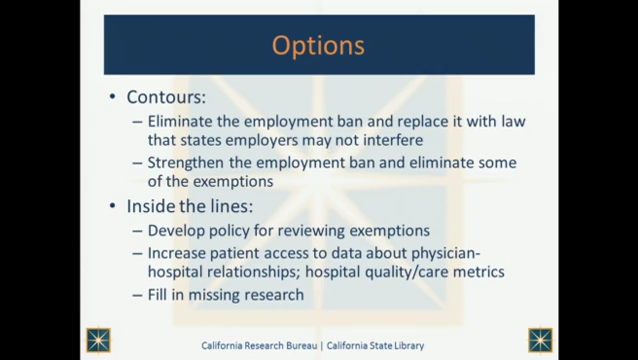 Options
• Contours:
– Eliminate the employment ban and replace it with law
that states employers may not interfere
– Strengthen the employment ban and eliminate some
of the exemptions
• Inside the lines:
– Develop policy for reviewing exemptions
– Increase patient access to data about physician-
hospital relationships; hospital quality/care metrics
– Fill in missing research
California Research Bureau | California State Library